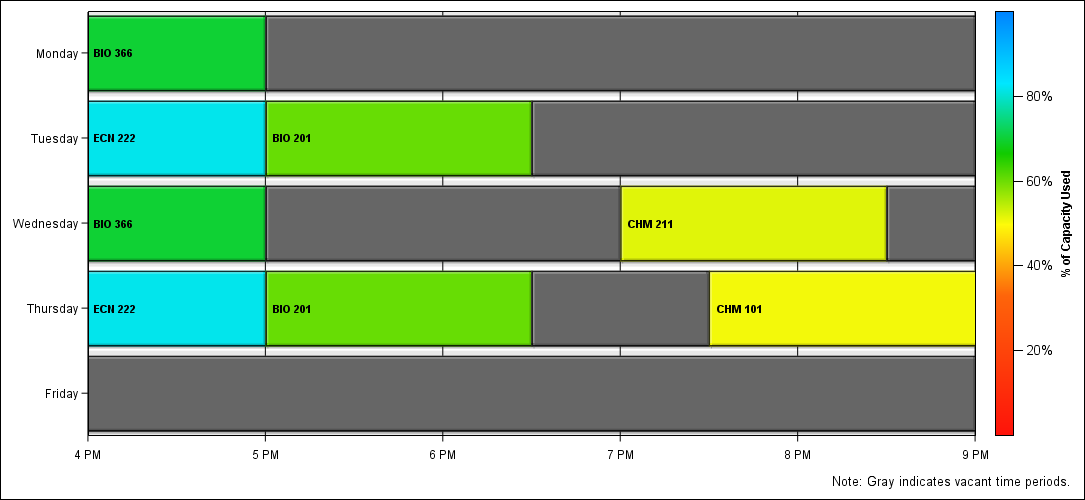 Monday
BIO 366
Tuesday
ECN 222
BIO 201
Wednesday
BIO 366
CHM 211
Thursday
ECN 222
BIO 201
CHM 101
Friday
4 PM
5 PM
6 PM
7 PM
8 PM
9 PM
80%
60%
40%
20%
% of Capacity Used
Note: Gray indicates vacant time periods.